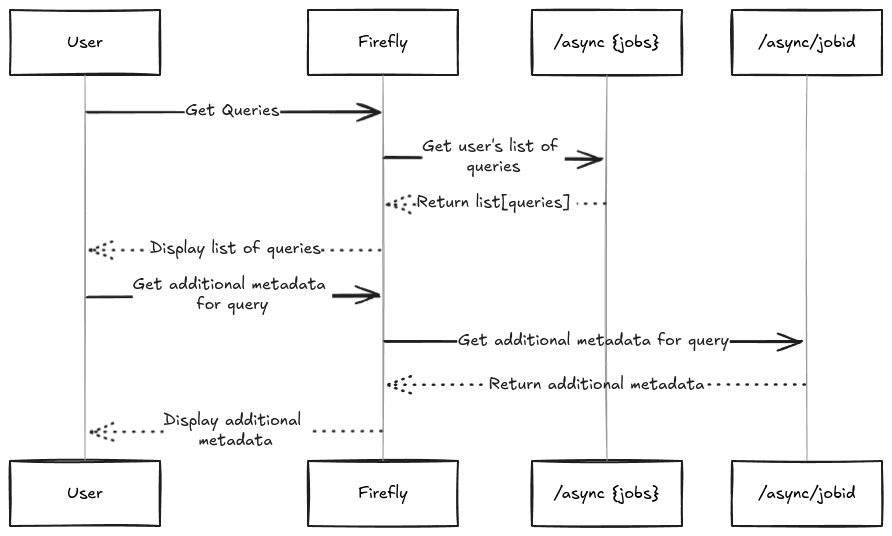 User
Firefly
/async {jobs}
/async/jobid
Get Queries
Get user's list of
queries
Return list[queries]
Display list of queries
Get additional metadata
for query
Get additional metadata for query
Return additional metadata
Display additional
metadata
User
Firefly
/async {jobs}
/async/jobid